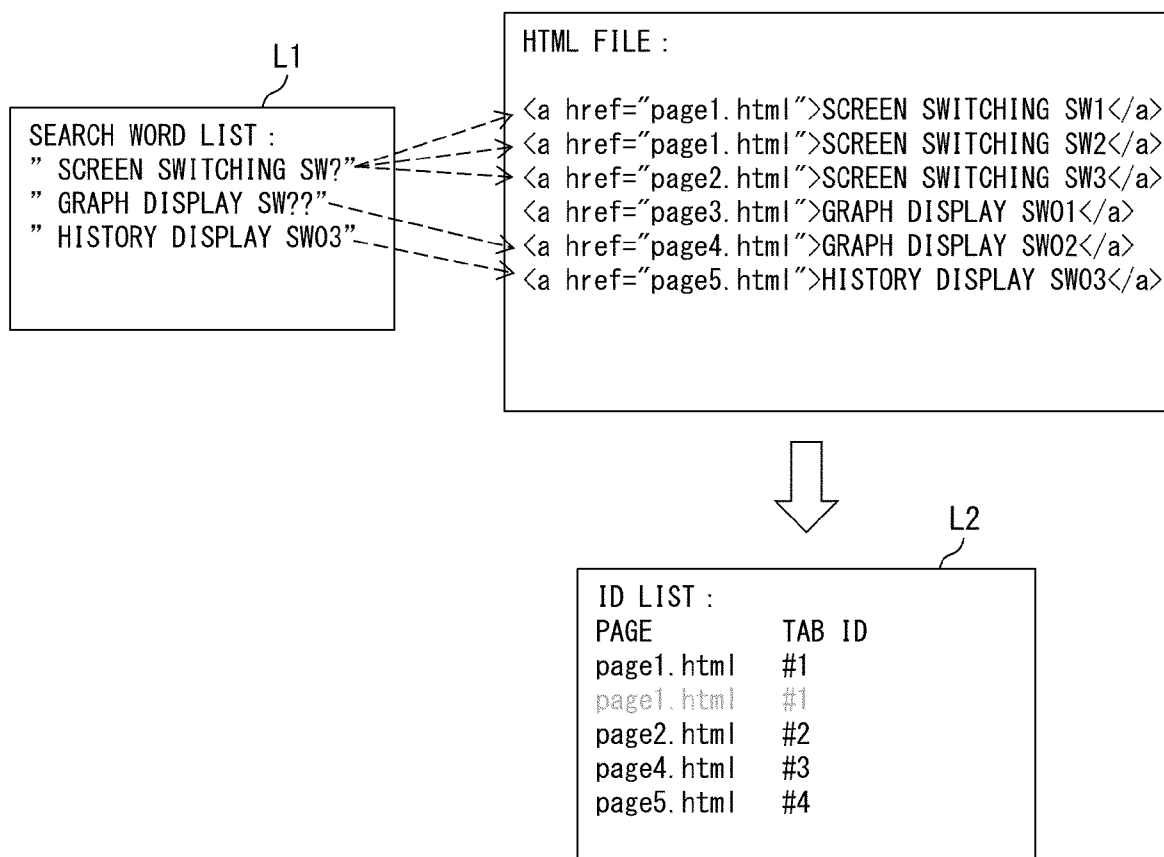 L1
SEARCH WORD LIST :
" SCREEN SWITCHING SW?"
" GRAPH DISPLAY SW??"
" HISTORY DISPLAY SW03"
HTML FILE :
<a href="page1.html">SCREEN SWITCHING SW1</a>
<a href="page1.html">SCREEN SWITCHING SW2</a>
<a href="page2.html">SCREEN SWITCHING SW3</a>
<a href="page3.html">GRAPH DISPLAY SW01</a>
<a href="page4.html">GRAPH DISPLAY SW02</a>
<a href="page5.html">HISTORY DISPLAY SW03</a>
L2
ID LIST :
PAGE TAB ID
page1.html #1
page1.html #1
page2.html #2
page4.html #3
page5.html #4